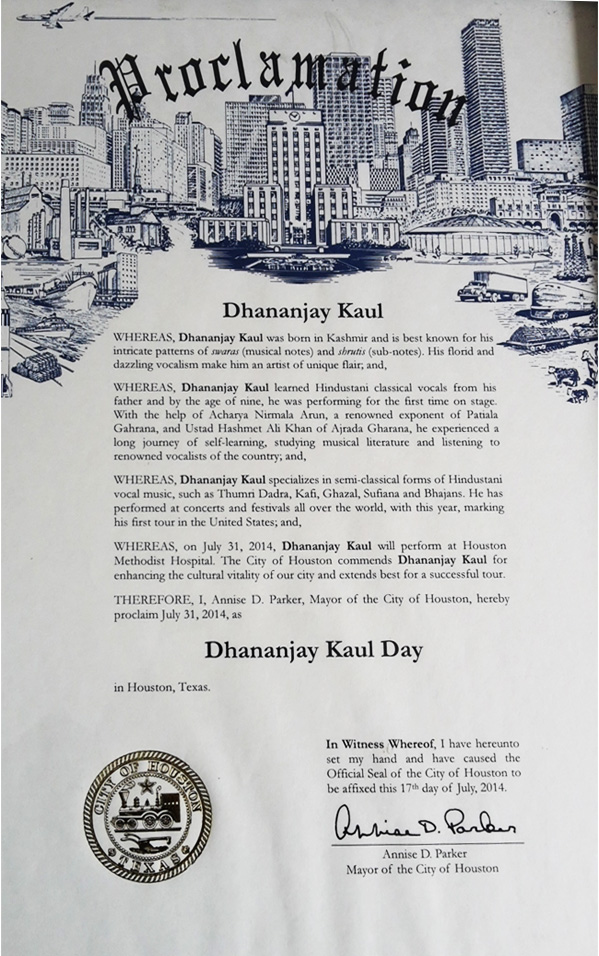 Proclamation
Dhananjay Kaul
WHEREAS, Dhananjay Kaul was born in Kashmir and is best known for his
intricate patterns of swaras (musical notes) and shrutis (sub-notes). His florid and
dazzling vocalism make him an artist of unique flair; and,
WHEREAS, Dhananjay Kaul learned Hindustani classical vocals from his
father and by the age of nine, he was performing for the first time on stage.
With the help of Acharya Nirmala Arun, a renowned exponent of Patiala
Gahrana, and Ustad Hashmet Ali Khan of Ajrada Gharana, he experienced a
long journey of self-learning, studying musical literature and listening to
renowned vocalists of the country; and,
WHEREAS, Dhananjay Kaul specializes in semi-classical forms of Hindustani
vocal music, such as Thumri Dadra, Kafi, Ghazal, Sufiana and Bhajans. He has
performed at concerts and festivals all over the world, with this year, marking
his first tour in the United States; and,
WHEREAS, on July 31, 2014, Dhananjay Kaul will perform at Houston
Methodist Hospital. The City of Houston commends Dhananjay Kaul for
enhancing the cultural vitality of our city and extends best for a successful tour.
THEREFORE, I, Annise D. Parker, Mayor of the City of Houston, hereby
proclaim July 31, 2014, as
Dhananjay Kaul Day
in Houston, Texas.
In Witness Whereof, I have hereunto
set my hand and have caused the
Official Seal of the City of Houston to
be affixed this 17th day of July, 2014.
Annise D. Parker
Annise D. Parker
Mayor of the City of Houston
CITY OF HOUSTON
TEXAS